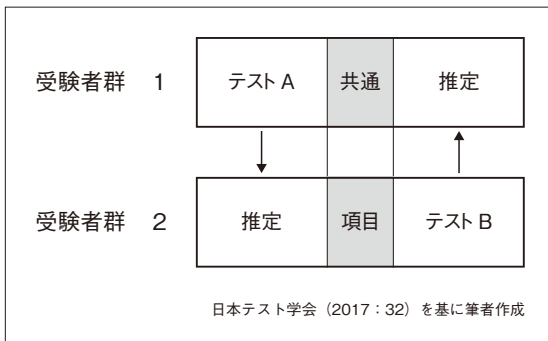 受験者群 1 テスト A 共通 推定
受験者群 2 推定 項目 テスト B
日本テスト学会（2017：32）を基に筆者作成